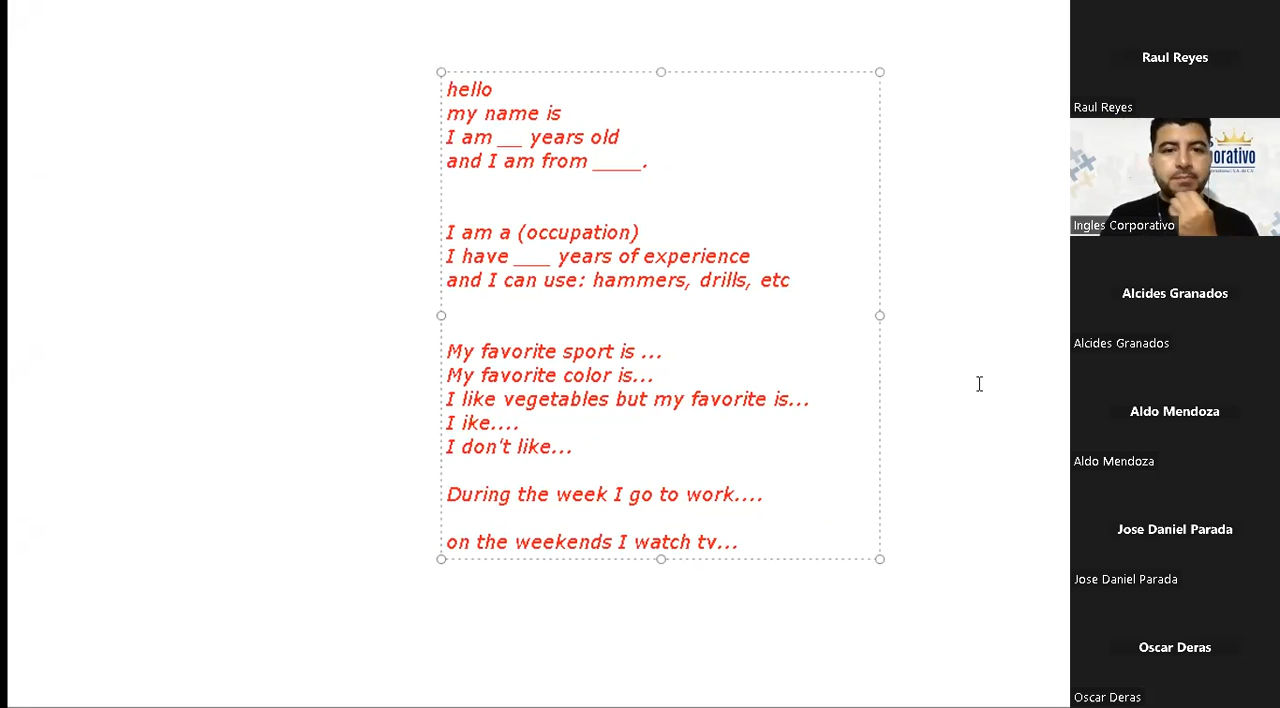 hello
my name is
I am __ years old
and I am from ____.
I am a (occupation)
I have ___ years of experience
and I can use: hammers, drills, etc
My favorite sport is ...
My favorite color is...
I like vegetables but my favorite is...
I ike....
I don't like...
During the week I go to work....
on the weekends I watch tv...
Raul Reyes
Raul Reyes
orativo
Ingles Corporativo
Alcides Granados
Alcides Granados
Aldo Mendoza
Aldo Mendoza
Jose Daniel Parada
Jose Daniel Parada
Oscar Deras
Oscar Deras